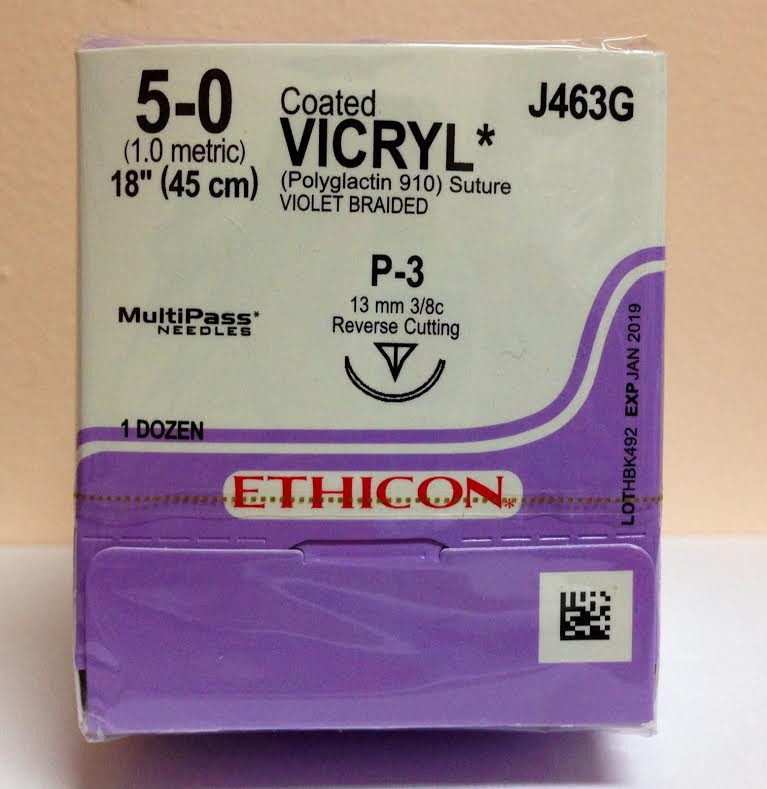 5-0
(1.0 metric)
18" (45 cm)
Coated
VICRYL*
(Polyglactin 910) Suture
VIOLET BRAIDED
J463G
P-3
13 mm 3/8c
Reverse Cutting
MultiPass*
NEEDLES
1 DOZEN
LOTHBK492 EXP JAN 2019
ETHICON*